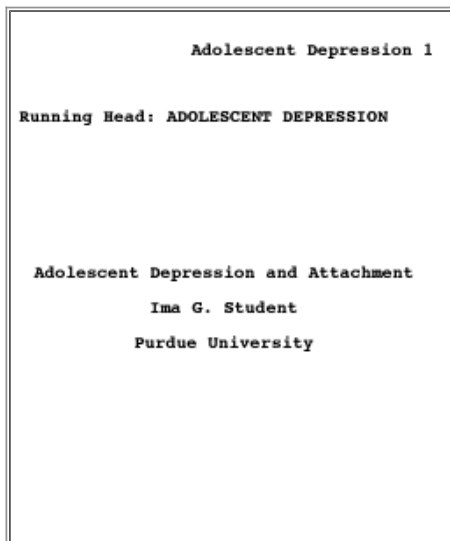 Adolescent Depression 1
Running Head: ADOLESCENT DEPRESSION
Adolescent Depression and Attachment
Ima G. Student
Purdue University